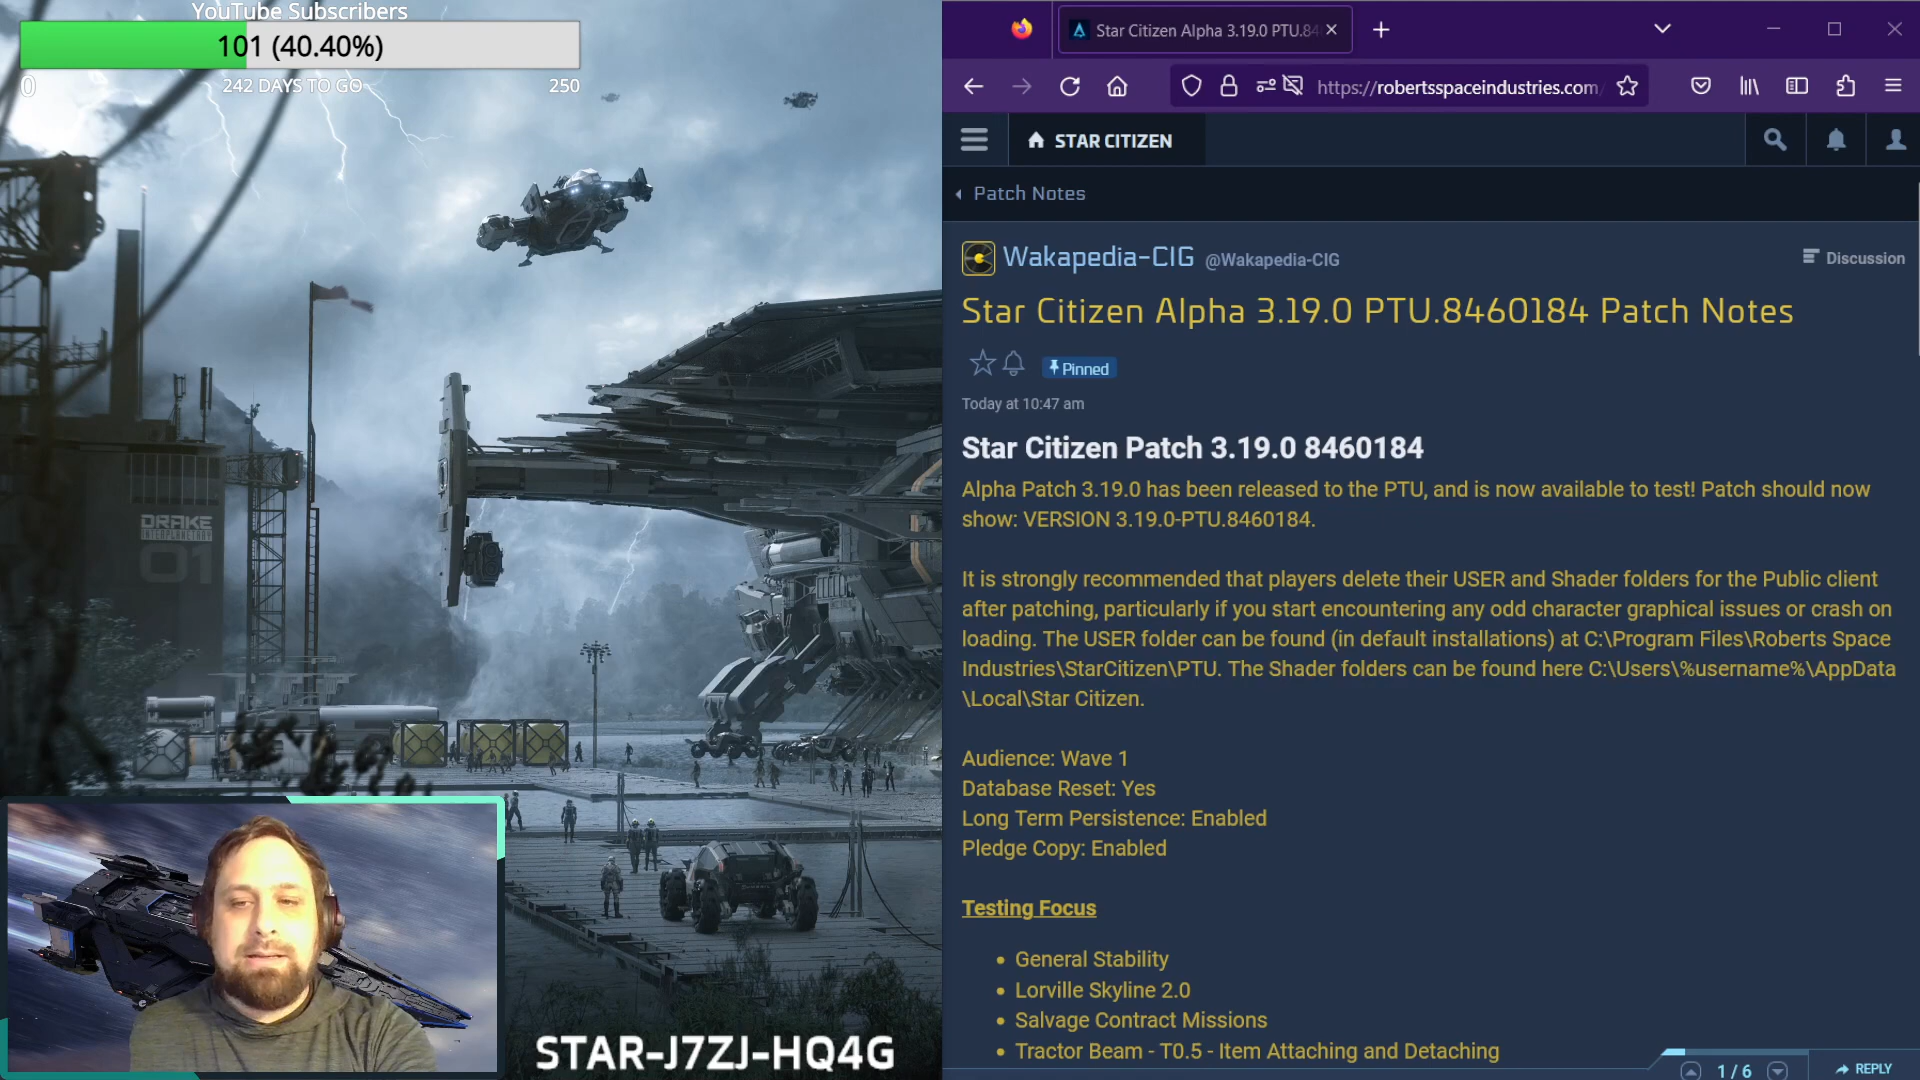 YouTube Subscribers
101 (40.40%)
0
242 DAYS TO GO
250
DRAKE
INTERPLANETARY
01
STAR-J7ZJ-HQ4G
Star Citizen Alpha 3.19.0 PTU.84
https://robertsspaceindustries.com/
STAR CITIZEN
Patch Notes
Wakapedia-CIG @Wakapedia-CIG
Discussion
Star Citizen Alpha 3.19.0 PTU.8460184 Patch Notes
Pinned
Today at 10:47 am
Star Citizen Patch 3.19.0 8460184
Alpha Patch 3.19.0 has been released to the PTU, and is now available to test! Patch should now
show: VERSION 3.19.0-PTU.8460184.
It is strongly recommended that players delete their USER and Shader folders for the Public client
after patching, particularly if you start encountering any odd character graphical issues or crash on
loading. The USER folder can be found (in default installations) at C:\Program Files\Roberts Space
Industries\StarCitizen\PTU. The Shader folders can be found here C:\Users\%username%\AppData
\Local\Star Citizen.
Audience: Wave 1
Database Reset: Yes
Long Term Persistence: Enabled
Pledge Copy: Enabled
Testing Focus
• General Stability
• Lorville Skyline 2.0
• Salvage Contract Missions
• Tractor Beam - T0.5 - Item Attaching and Detaching
1 / 6
REPLY